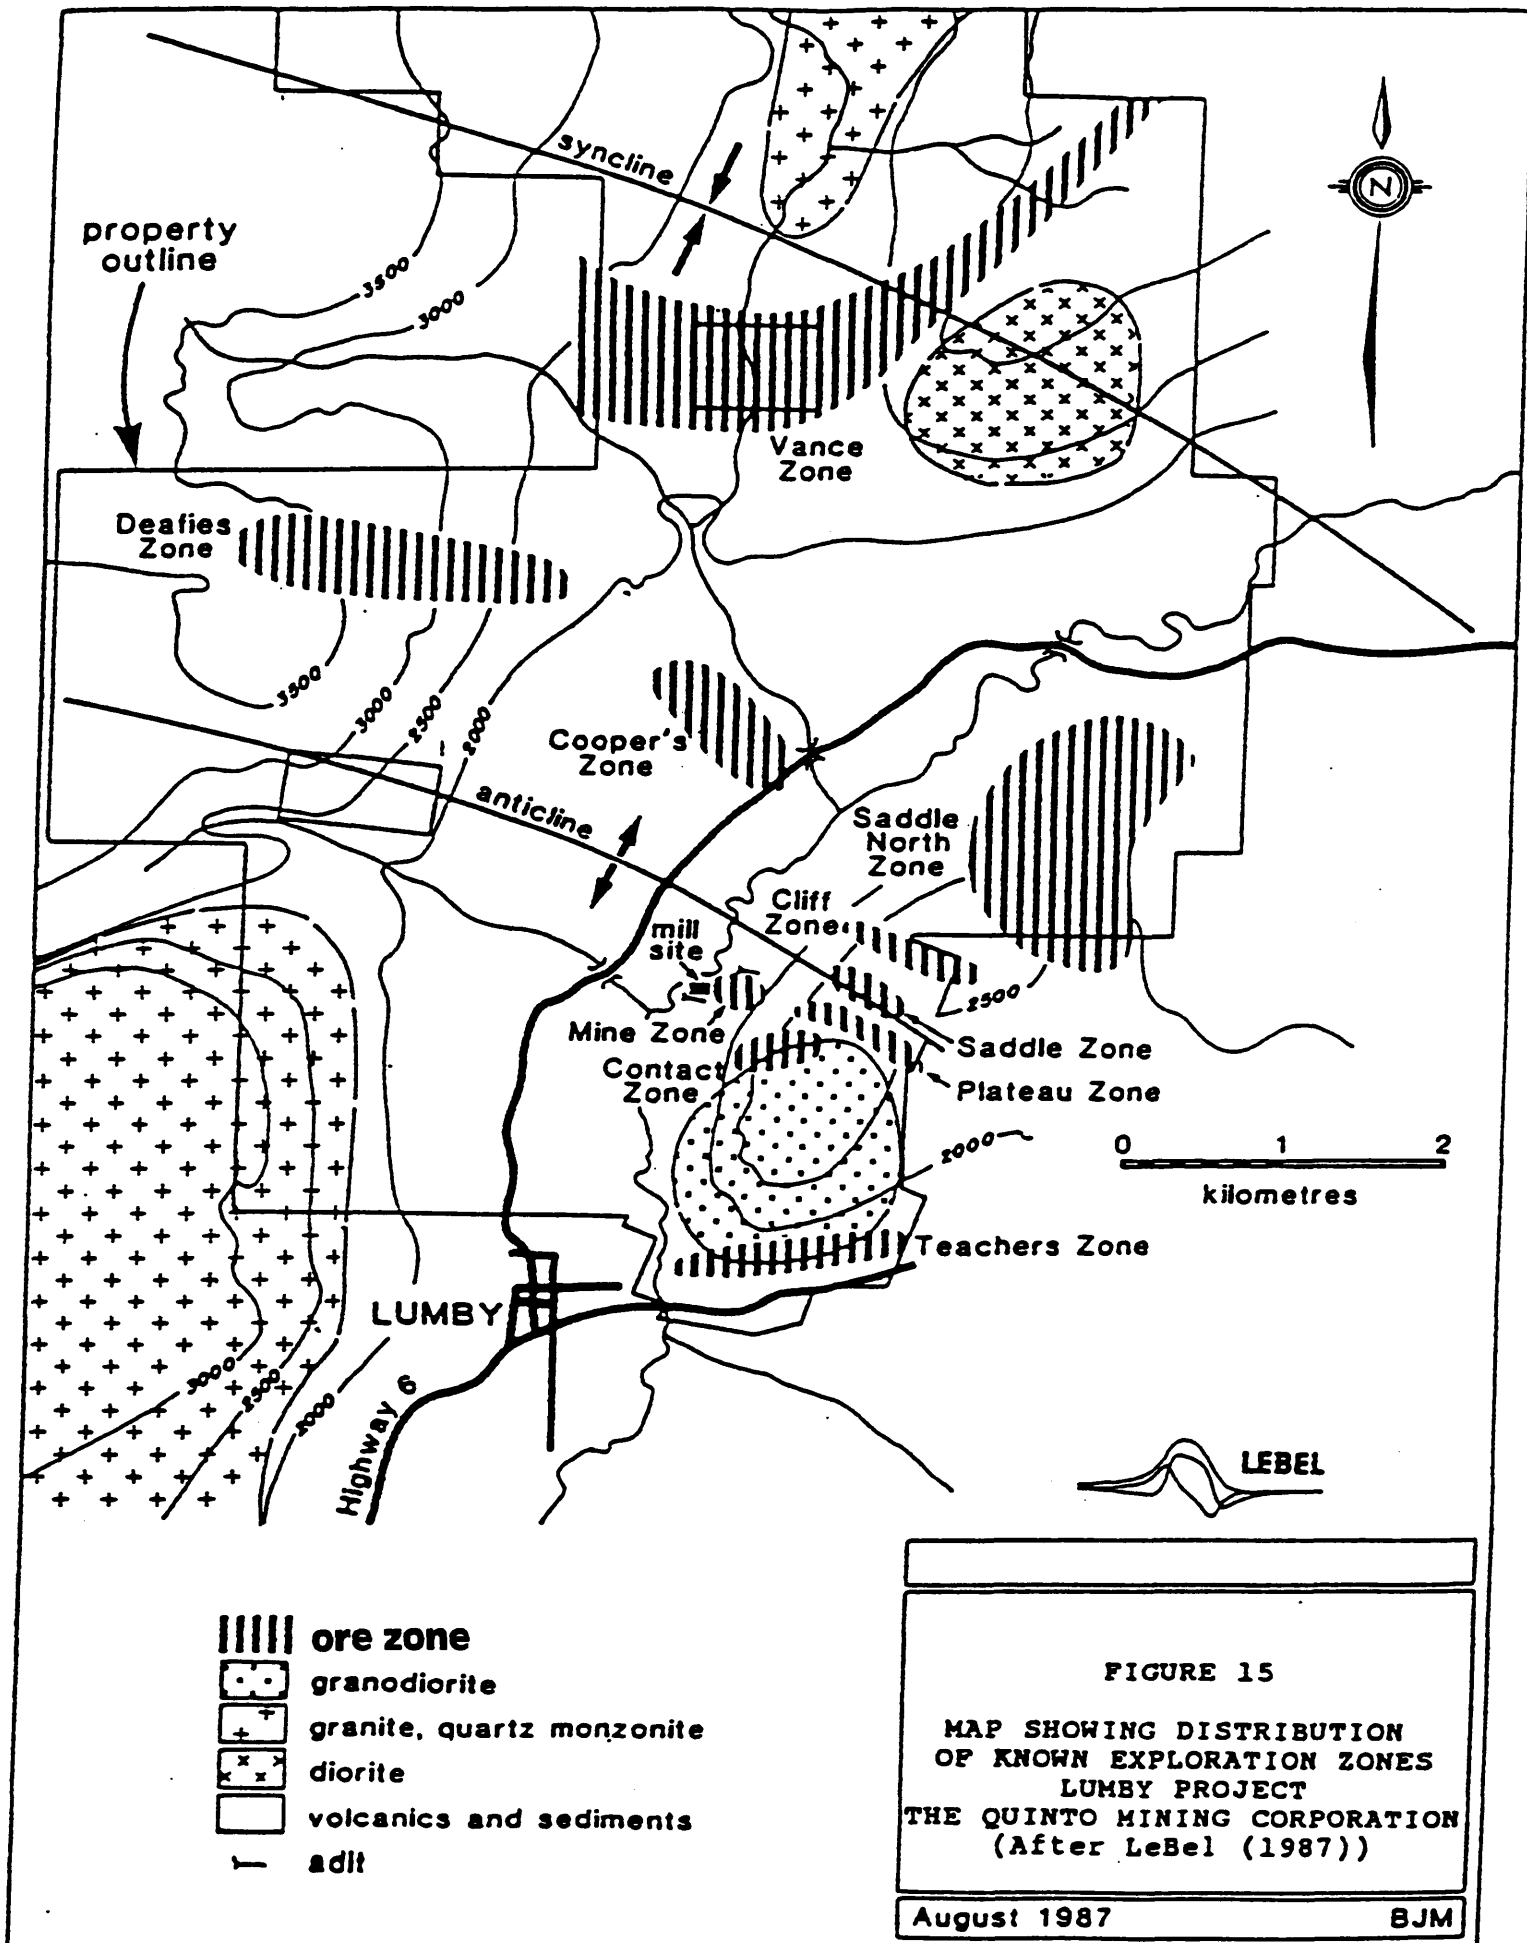 syncline
property
outline
3500
3000
N
Vance
Zone
Deafies
Zone
3500
3000
2500
2000
Cooper's
Zone
anticline
Saddle
North
Zone
Cliff
Zone
mill
site
2500
Mine Zone
Saddle Zone
Contact
Zone
Plateau Zone
2000
0 1 2
kilometres
Teachers Zone
LUMBY
3000
2500
2000
Highway 6
LEBEL
ore zone
granodiorite
granite, quartz monzonite
diorite
volcanics and sediments
adit
FIGURE 15
MAP SHOWING DISTRIBUTION
OF KNOWN EXPLORATION ZONES
LUMBY PROJECT
THE QUINTO MINING CORPORATION
(After LeBel (1987))
August 1987 BJM